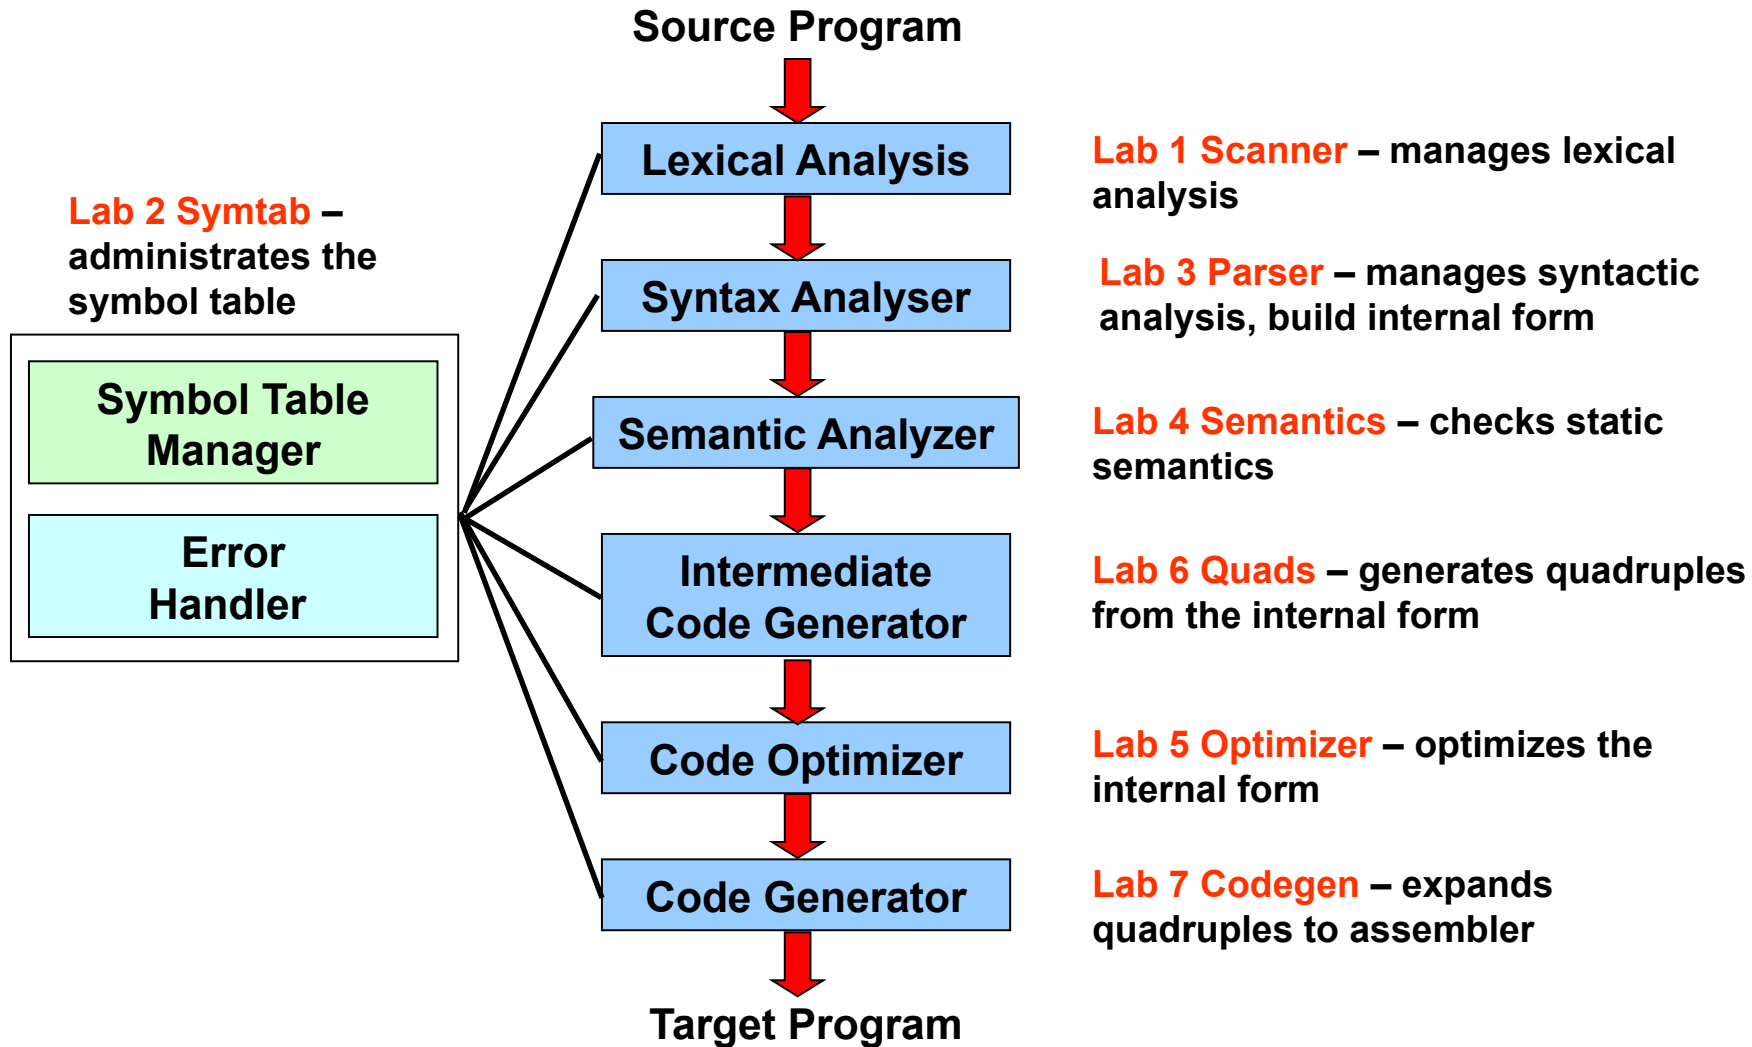 Source Program
Lexical Analysis
Lab 1 Scanner – manages lexical
analysis
Lab 2 Symtab –
administrates the
symbol table
Syntax Analyser
Lab 3 Parser – manages syntactic
analysis, build internal form
Symbol Table
Manager
Semantic Analyzer
Lab 4 Semantics – checks static
semantics
Error
Handler
Intermediate
Code Generator
Lab 6 Quads – generates quadruples
from the internal form
Code Optimizer
Lab 5 Optimizer – optimizes the
internal form
Code Generator
Lab 7 Codegen – expands
quadruples to assembler
Target Program